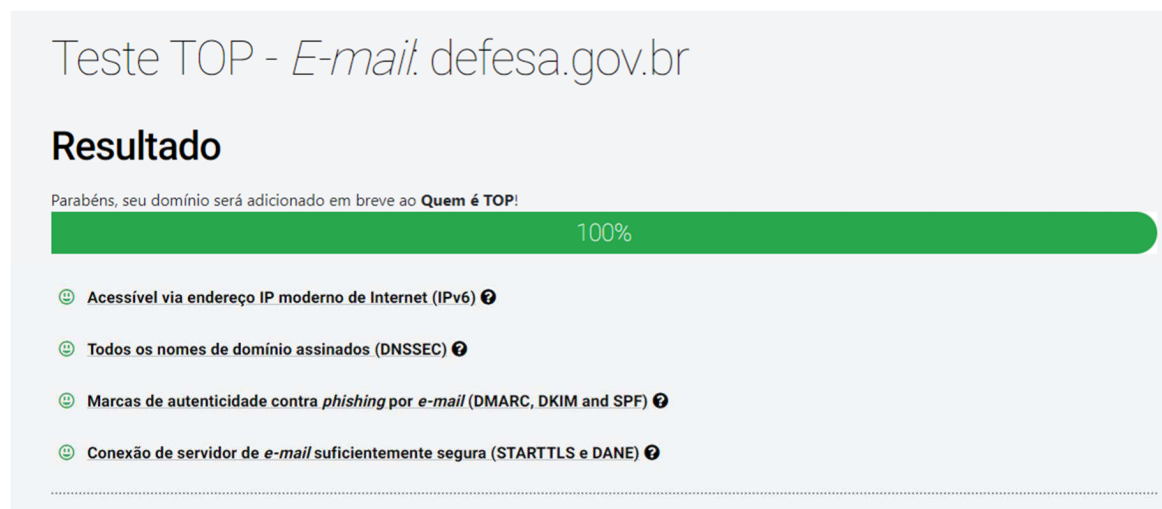 Teste TOP - E-mail: defesa.gov.br
Resultado
Parabéns, seu domínio será adicionado em breve ao Quem é TOP!
100%
Acessível via endereço IP moderno de Internet (IPv6) ?
Todos os nomes de domínio assinados (DNSSEC) ?
Marcas de autenticidade contra phishing por e-mail (DMARC, DKIM and SPF) ?
Conexão de servidor de e-mail suficientemente segura (STARTTLS e DANE) ?